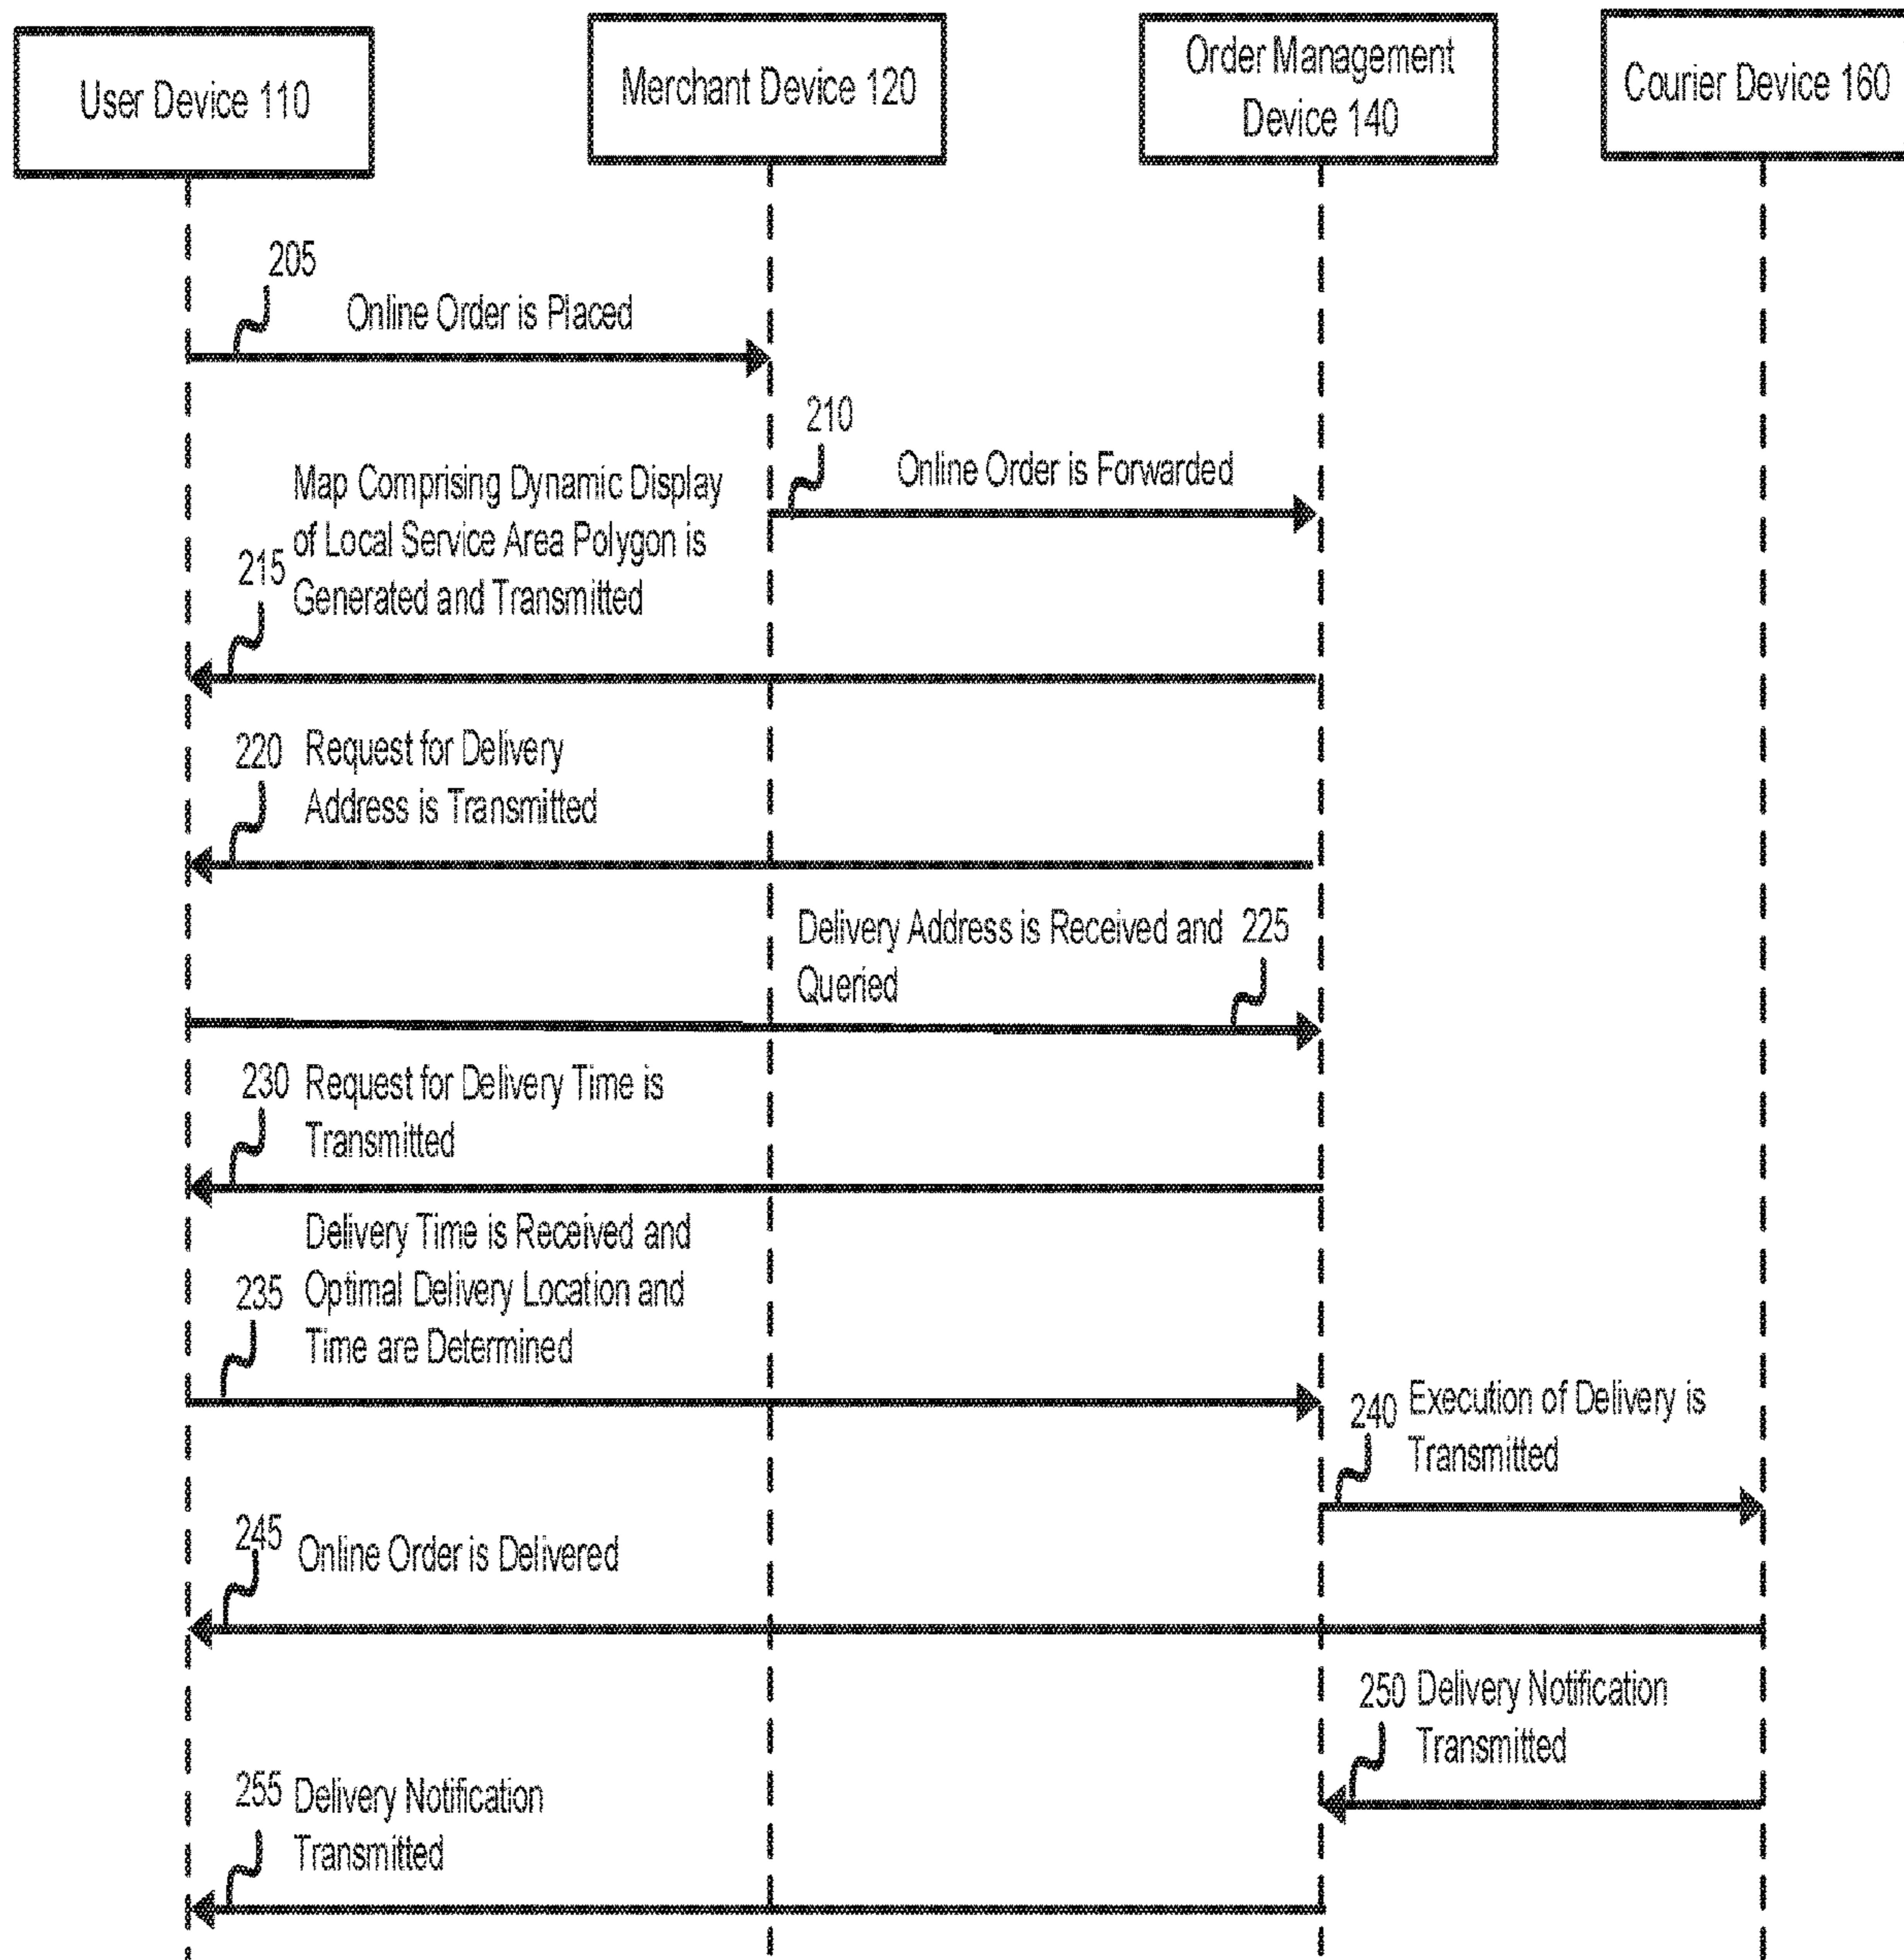 User Device 110
Merchant Device 120
Order Management
Device 140
Courier Device 160
205
Online Order is Placed
210
Online Order is Forwarded
Map Comprising Dynamic Display
of Local Service Area Polygon is
215
Generated and Transmitted
220
Request for Delivery
Address is Transmitted
Delivery Address is Received and
225
Queried
230
Request for Delivery Time is
Transmitted
Delivery Time is Received and
235
Optimal Delivery Location and
Time are Determined
240
Execution of Delivery is
Transmitted
245
Online Order is Delivered
250
Delivery Notification
Transmitted
255
Delivery Notification
Transmitted